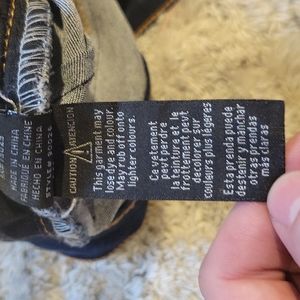 MADE IN CHINA
FABRIQUE EN CHINE
HECHO EN CHINA
CAUTION/ATTENTION
This garment may
lose dye and colour.
May rub off onto
lighter colours.
Ce vêtement
peut perdre
la teinture et le
frottement peut
décolorer sur
couleurs plus légères
Esta prenda puede
desteñir y manchar
otras prendas
más claras